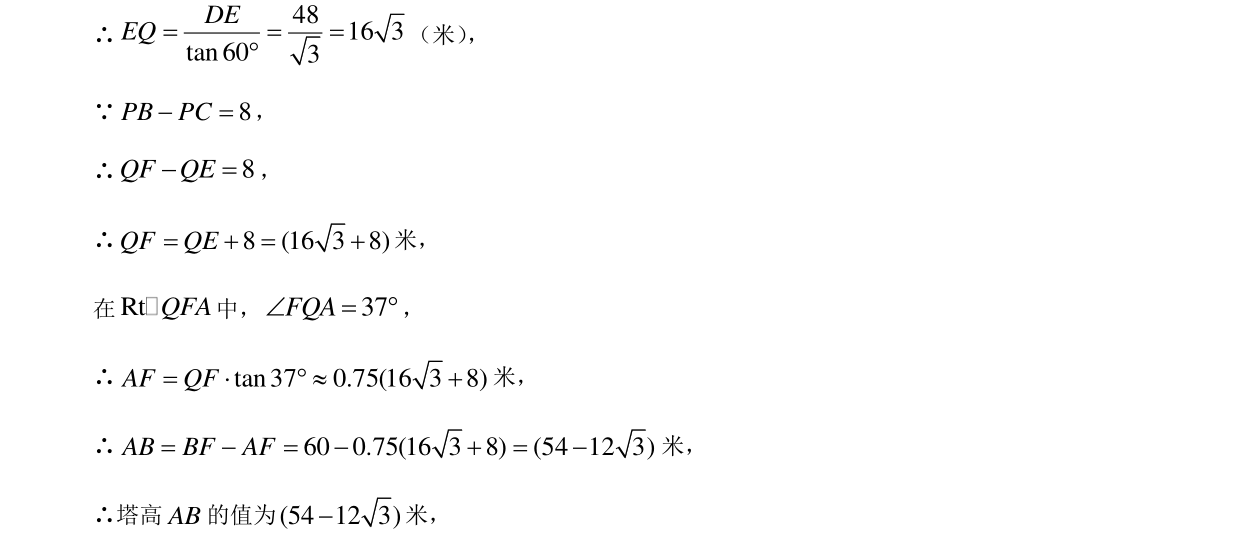 ∴ EQ = DE/tan 60° = 48/√3 = 16√3 （米），
∵ PB − PC = 8，
∴ QF − QE = 8，
∴ QF = QE + 8 = (16√3 + 8) 米，
在 Rt□QFA 中，∠FQA = 37°，
∴ AF = QF · tan 37° ≈ 0.75(16√3 + 8) 米，
∴ AB = BF − AF = 60 − 0.75(16√3 + 8) = (54 − 12√3) 米，
∴塔高 AB 的值为 (54 − 12√3) 米，